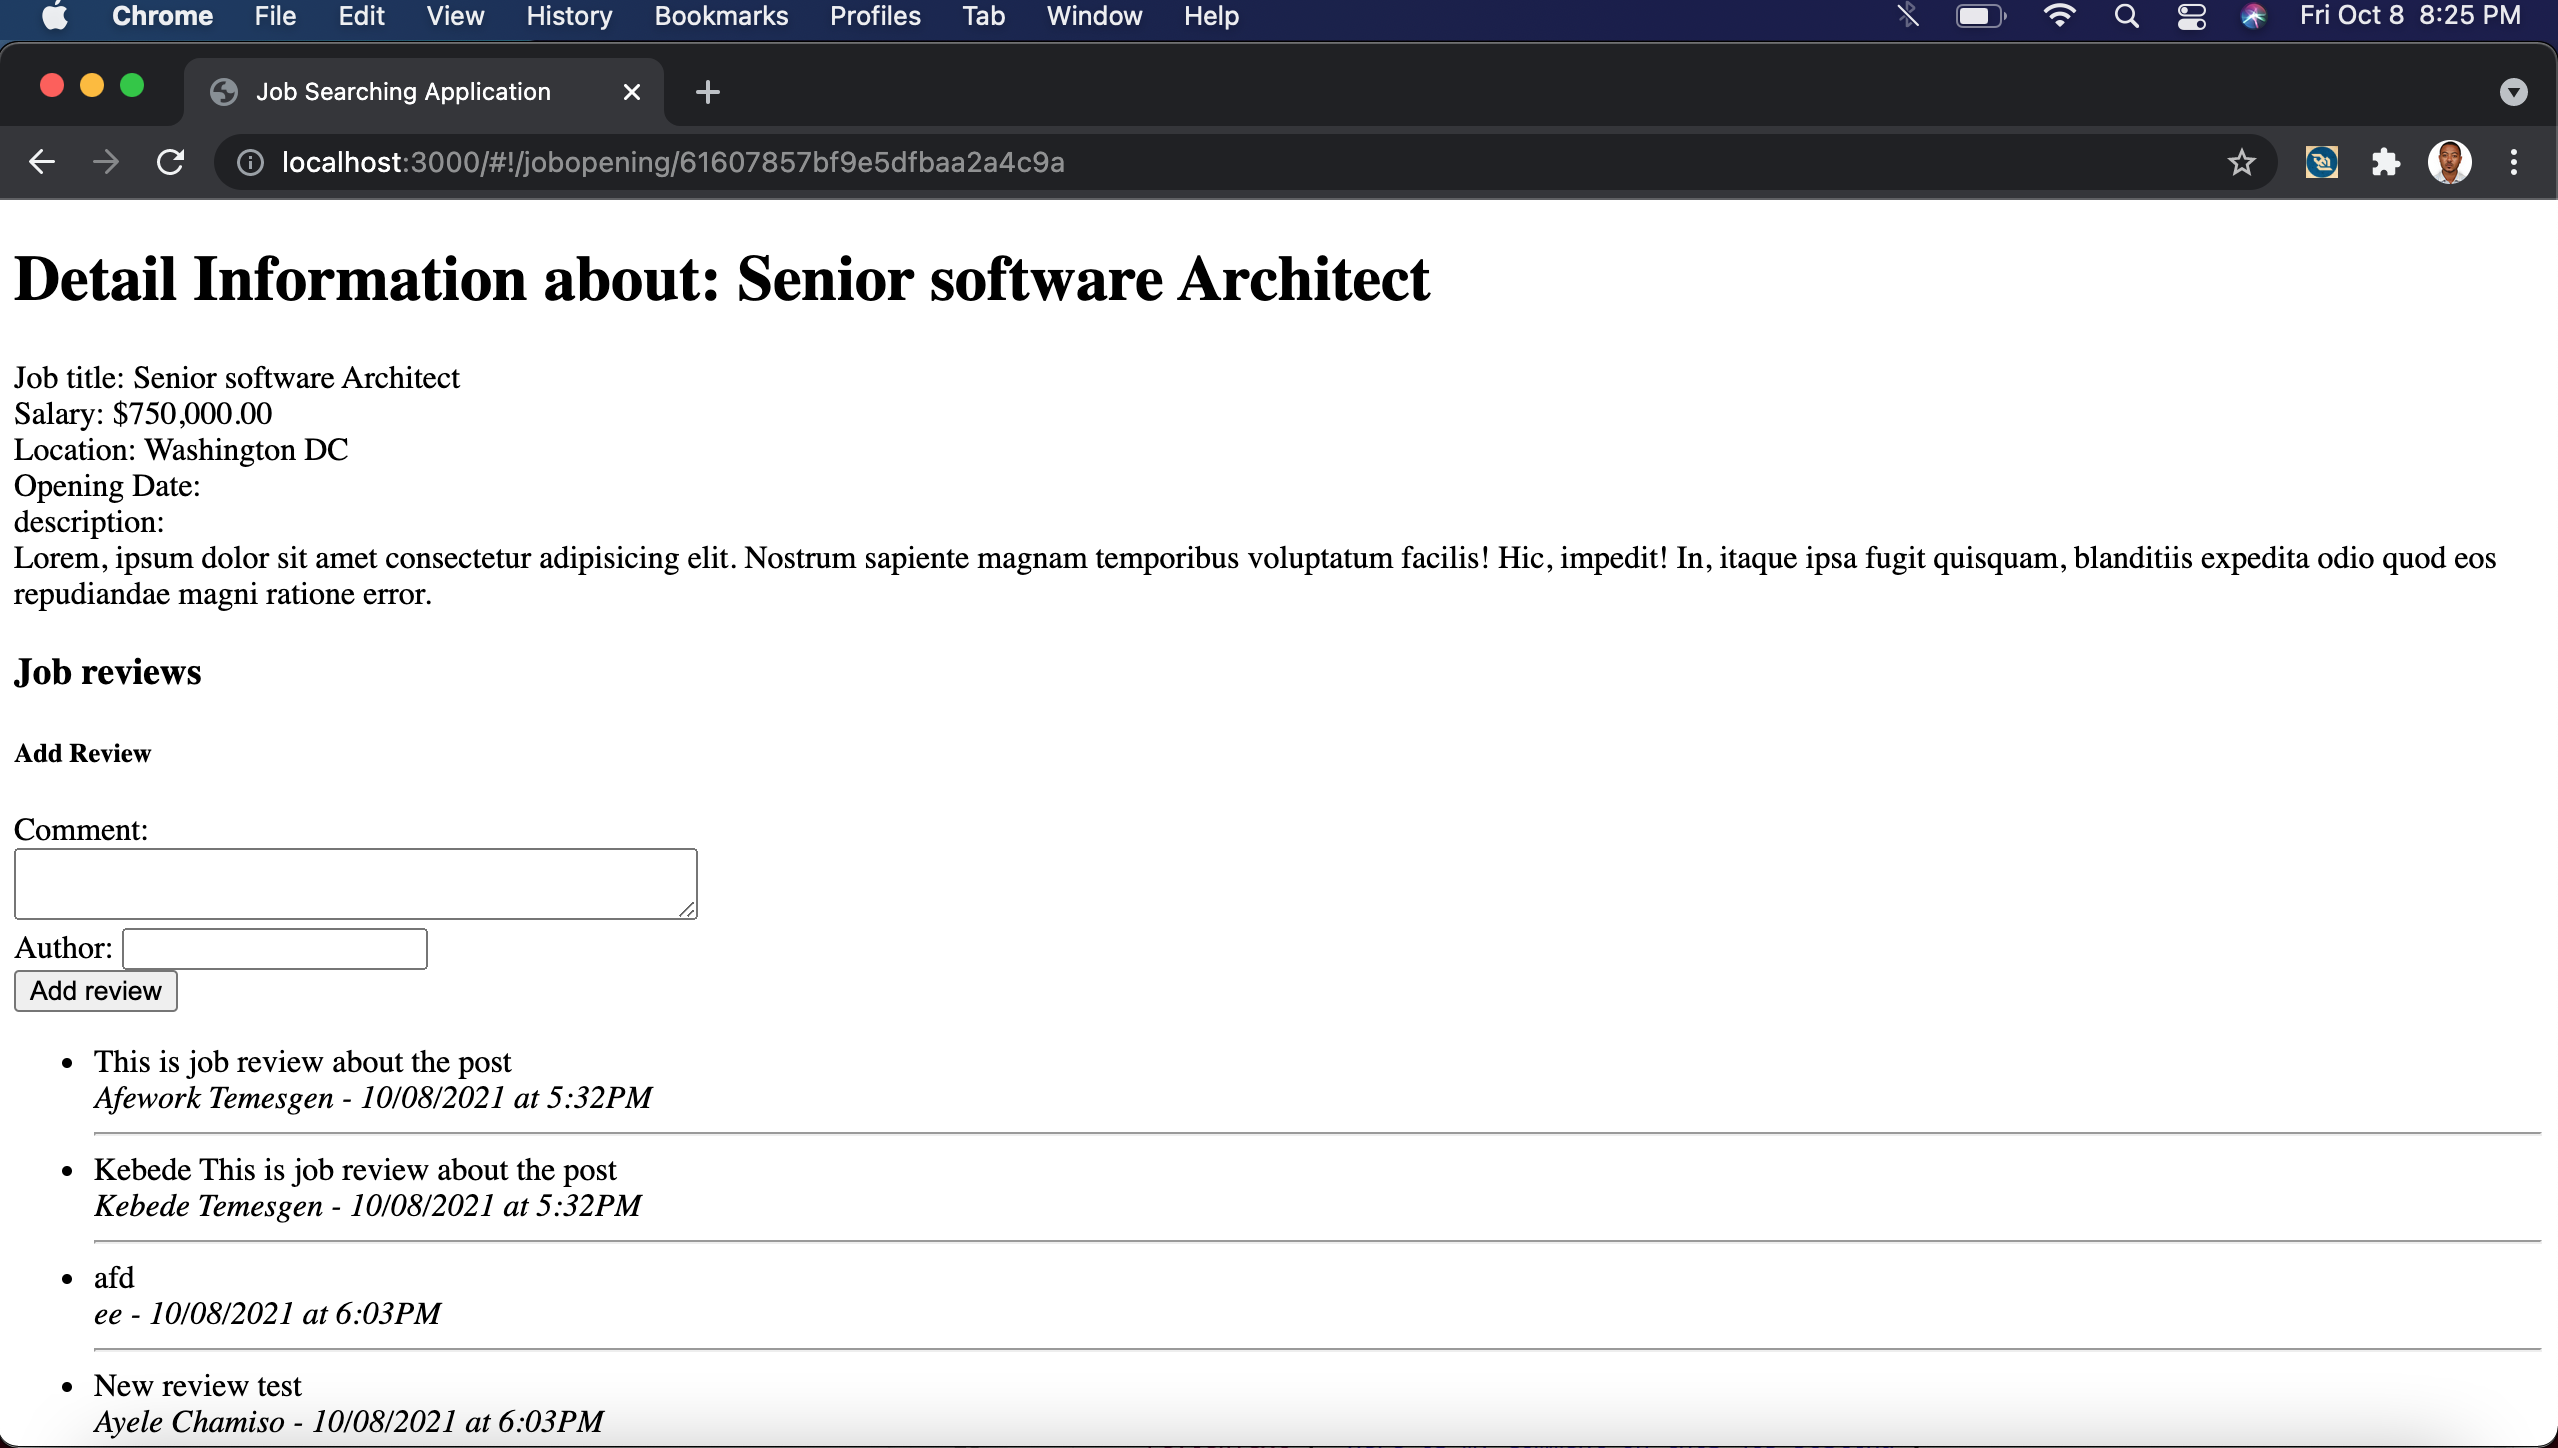 Chrome File Edit View History Bookmarks Profiles Tab Window Help Fri Oct 8 8:25 PM
Job Searching Application
localhost:3000/#!/jobopening/61607857bf9e5dfbaa2a4c9a
Detail Information about: Senior software Architect
Job title: Senior software Architect
Salary: $750,000.00
Location: Washington DC
Opening Date:
description:
Lorem, ipsum dolor sit amet consectetur adipisicing elit. Nostrum sapiente magnam temporibus voluptatum facilis! Hic, impedit! In, itaque ipsa fugit quisquam, blanditiis expedita odio quod eos
repudiandae magni ratione error.
Job reviews
Add Review
Comment:
Author:
Add review
This is job review about the post
Afework Temesgen - 10/08/2021 at 5:32PM
Kebede This is job review about the post
Kebede Temesgen - 10/08/2021 at 5:32PM
afd
ee - 10/08/2021 at 6:03PM
New review test
Ayele Chamiso - 10/08/2021 at 6:03PM